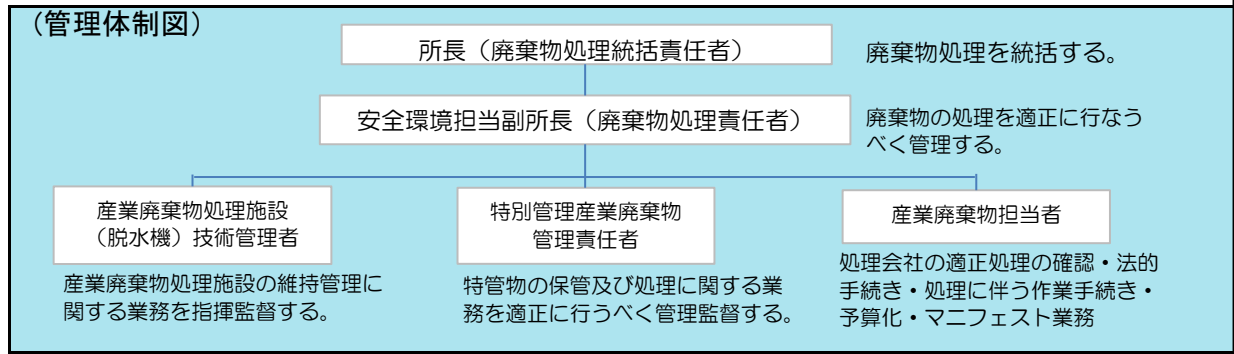 （管理体制図）
所長（廃棄物処理統括責任者）
廃棄物処理を統括する。
安全環境担当副所長（廃棄物処理責任者）
廃棄物の処理を適正に行なう
べく管理する。
産業廃棄物処理施設
（脱水機）技術管理者
産業廃棄物処理施設の維持管理に
関する業務を指揮監督する。
特別管理産業廃棄物
管理責任者
特管物の保管及び処理に関する業
務を適正に行うべく管理監督する。
産業廃棄物担当者
処理会社の適正処理の確認・法的
手続き・処理に伴う作業手続き・
予算化・マニフェスト業務